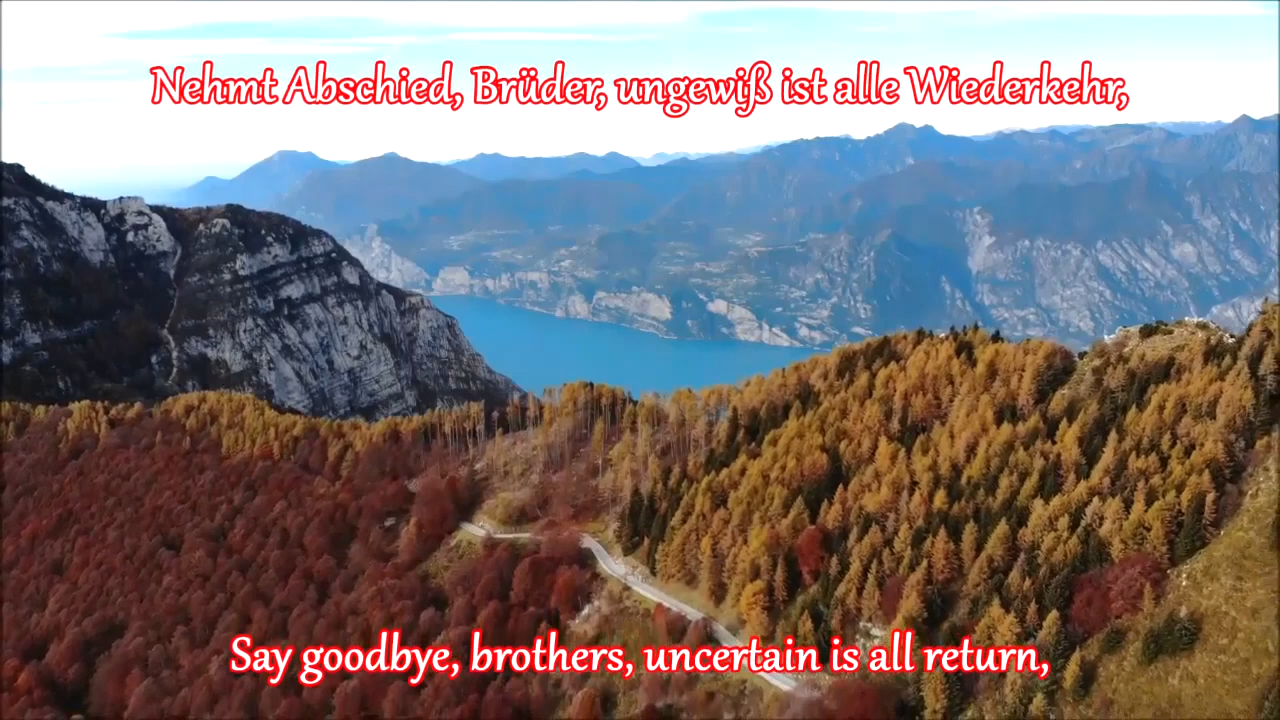 Nehmt Abschied, Brüder, ungewiß ist alle Wiederkehr,
Say goodbye, brothers, uncertain is all return,